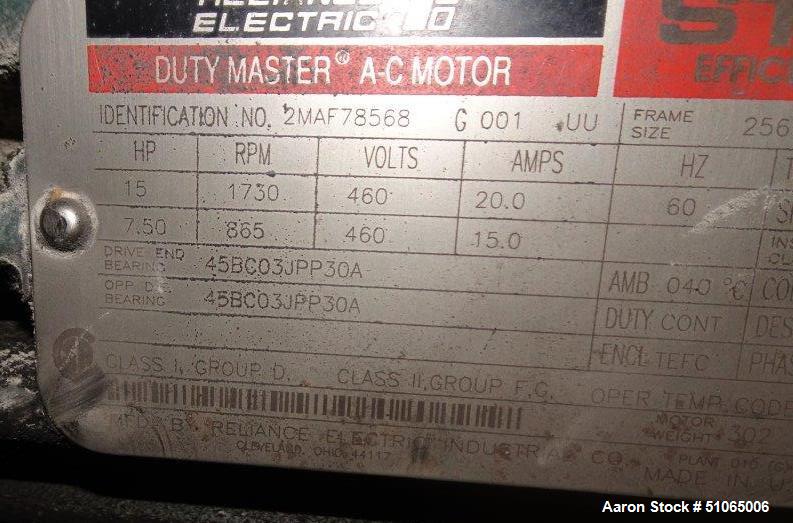 ELECTRIC
DUTY MASTER® A-C MOTOR
IDENTIFICATION NO. 2MAF78568 G 001 UU FRAME SIZE 256
HP RPM VOLTS AMPS HZ
15 1730 460 20.0 60
7.50 865 460 15.0
DRIVE END BEARING 45BC03JPP30A
OPP D.E. BEARING 45BC03JPP30A
AMB 040 °C
DUTY CONT
ENCL TEFC
CLASS I, GROUP D, CLASS II, GROUP F,G OPER TEMP CODE
MOTOR WEIGHT 302
MFD. BY RELIANCE ELECTRIC INDUSTRIAL CO.
CLEVELAND, OHIO 44117
MADE IN
Aaron Stock # 51065006